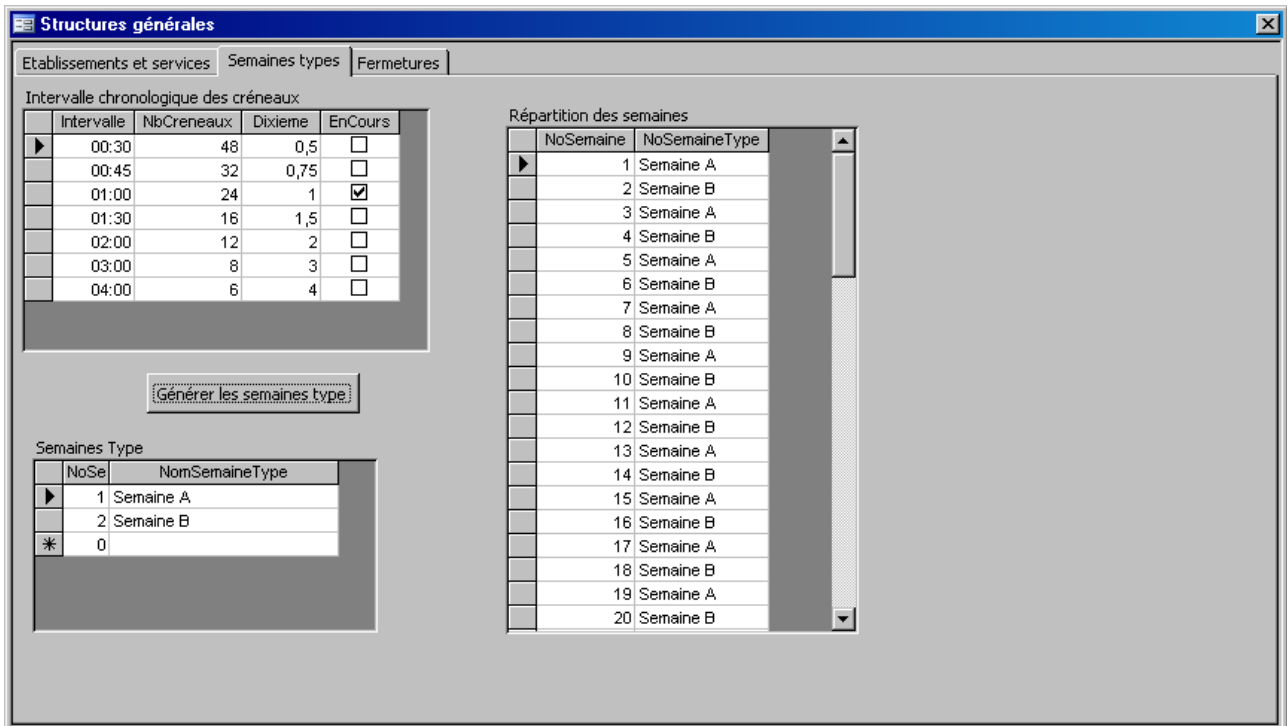 Structures générales
Etablissements et services Semaines types Fermetures
Intervalle chronologique des créneaux
Intervalle NbCreneaux Dixieme EnCours
00:30 48 0,5
00:45 32 0,75
01:00 24 1
01:30 16 1,5
02:00 12 2
03:00 8 3
04:00 6 4
Générer les semaines type
Semaines Type
NoSe NomSemaineType
1 Semaine A
2 Semaine B
0
Répartition des semaines
NoSemaine NoSemaineType
1 Semaine A
2 Semaine B
3 Semaine A
4 Semaine B
5 Semaine A
6 Semaine B
7 Semaine A
8 Semaine B
9 Semaine A
10 Semaine B
11 Semaine A
12 Semaine B
13 Semaine A
14 Semaine B
15 Semaine A
16 Semaine B
17 Semaine A
18 Semaine B
19 Semaine A
20 Semaine B